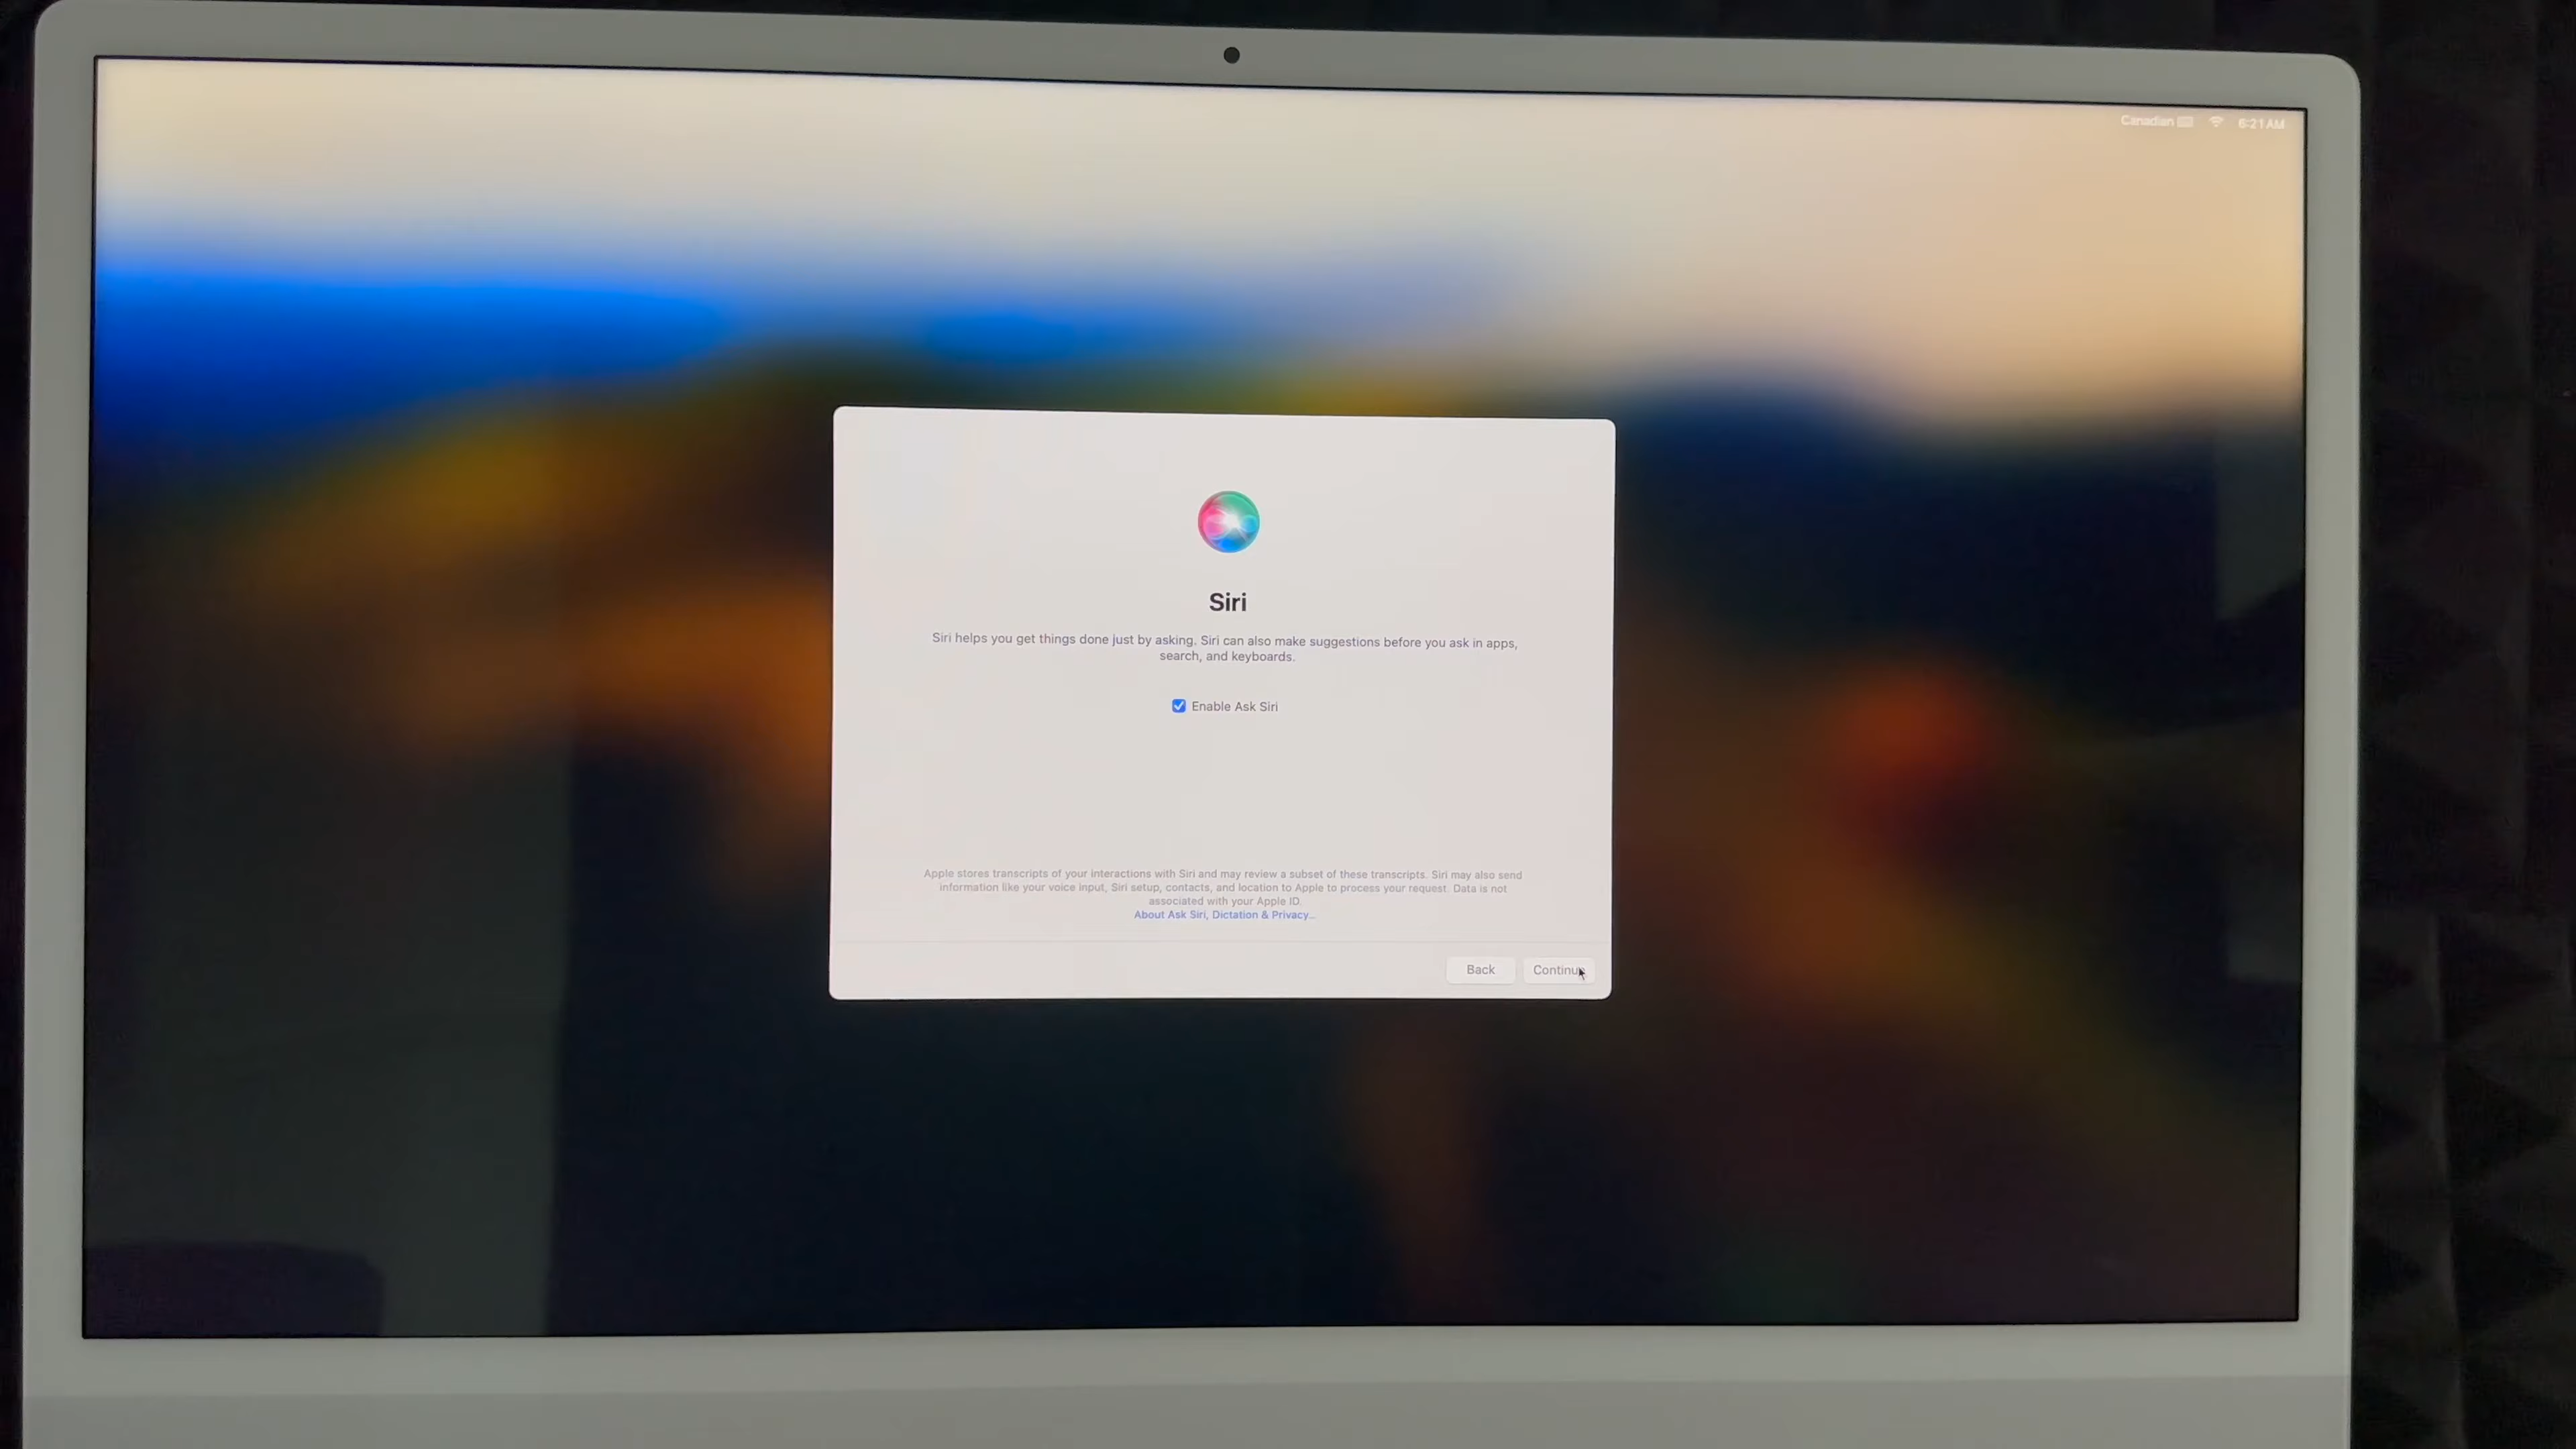 Canadian 6:21 AM
Siri
Siri helps you get things done just by asking. Siri can also make suggestions before you ask in apps,
search, and keyboards.
Enable Ask Siri
Apple stores transcripts of your interactions with Siri and may review a subset of these transcripts. Siri may also send
information like your voice input, Siri setup, contacts, and location to Apple to process your request. Data is not
associated with your Apple ID.
About Ask Siri, Dictation & Privacy...
Back Continue